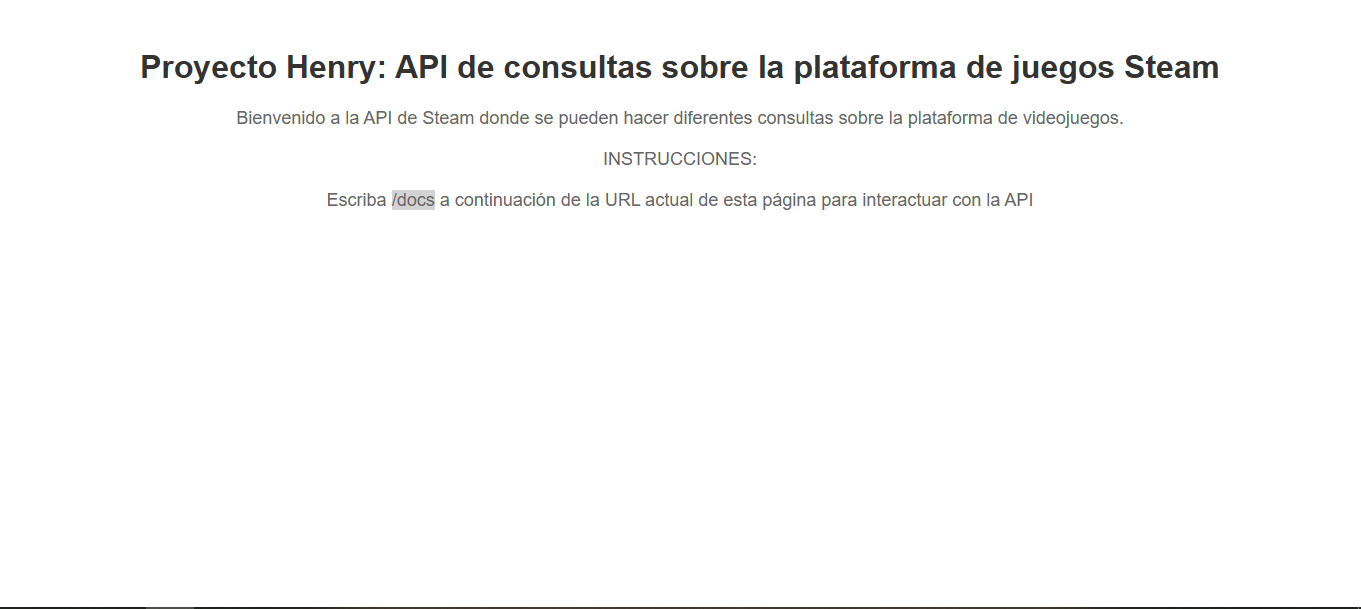 Proyecto Henry: API de consultas sobre la plataforma de juegos Steam
Bienvenido a la API de Steam donde se pueden hacer diferentes consultas sobre la plataforma de videojuegos.
INSTRUCCIONES:
Escriba /docs a continuación de la URL actual de esta página para interactuar con la API